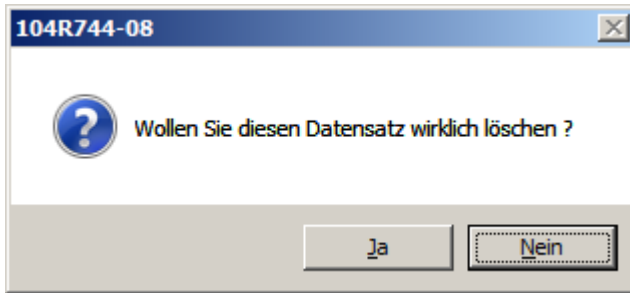 104R744-08
Wollen Sie diesen Datensatz wirklich löschen ?
Ja
Nein